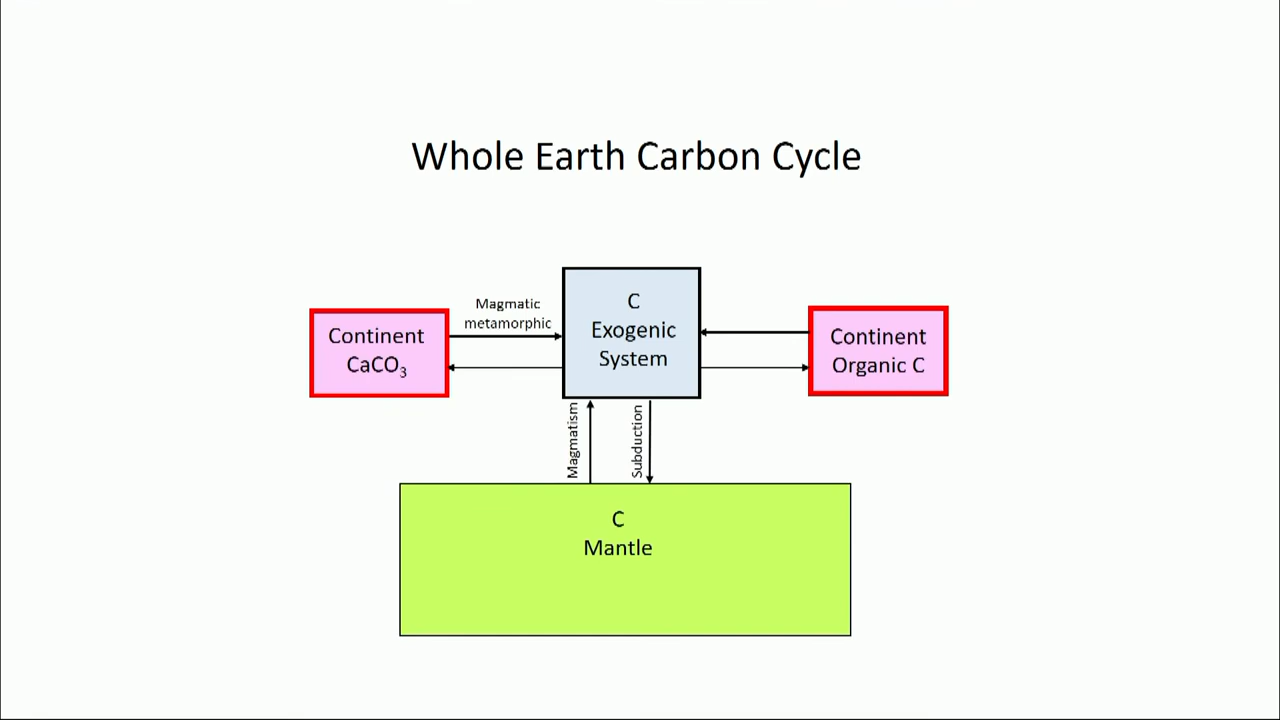 Whole Earth Carbon Cycle
Magmatic
metamorphic
C
Exogenic
System
Continent
CaCO₃
Continent
Organic C
Magmatism
Subduction
C
Mantle